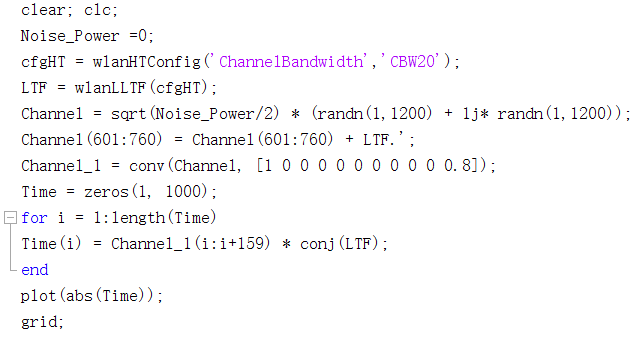 clear; clc;
Noise_Power =0;
cfgHT = wlanHTConfig('ChannelBandwidth','CBW20');
LTF = wlanLLTF(cfgHT);
Channel = sqrt(Noise_Power/2) * (randn(1,1200) + 1j* randn(1,1200));
Channel(601:760) = Channel(601:760) + LTF.';
Channel_1 = conv(Channel, [1 0 0 0 0 0 0 0 0 0 0 0.8]);
Time = zeros(1, 1000);
for i = 1:length(Time)
Time(i) = Channel_1(i:i+159) * conj(LTF);
end
plot(abs(Time));
grid;